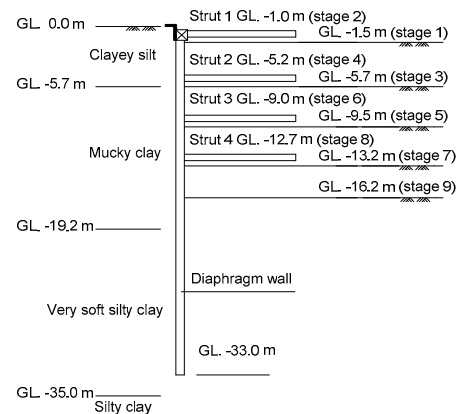 GL. 0.0 m
Strut 1 GL. -1.0 m (stage 2)
GL. -1.5 m (stage 1)
Clayey silt
Strut 2 GL. -5.2 m (stage 4)
GL. -5.7 m
GL. -5.7 m (stage 3)
Strut 3 GL. -9.0 m (stage 6)
GL. -9.5 m (stage 5)
Strut 4 GL. -12.7 m (stage 8)
Mucky clay
GL. -13.2 m (stage 7)
GL. -16.2 m (stage 9)
GL. -19.2 m
Diaphragm wall
Very soft silty clay
GL. -33.0 m
GL. -35.0 m
Silty clay